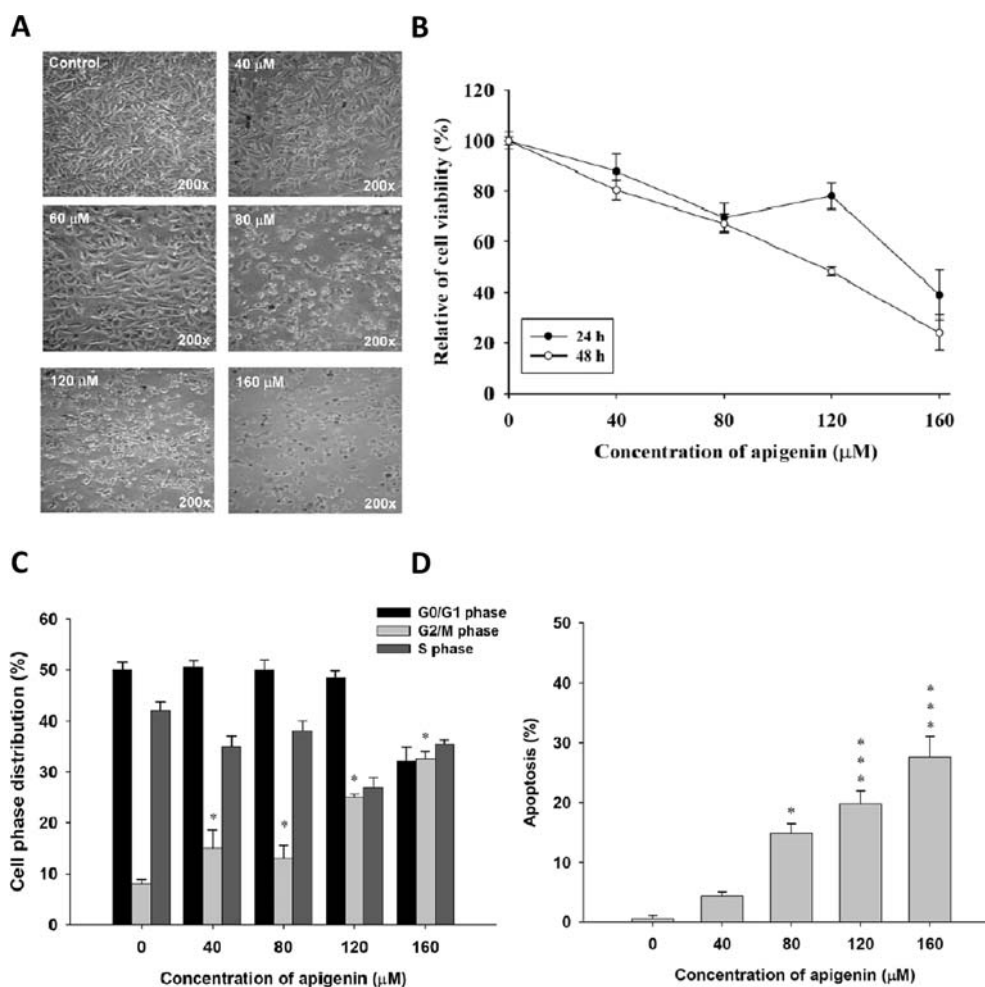 A
Control
200x
40 μM
200x
60 μM
200x
80 μM
200x
120 μM
200x
160 μM
200x
B
Relative of cell viability (%)
120
100
80
60
40
20
0
24 h
48 h
0 40 80 120 160
Concentration of apigenin (μM)
C
Cell phase distribution (%)
60
50
40
30
20
10
0
G0/G1 phase
G2/M phase
S phase
*
*
*
*
0 40 80 120 160
Concentration of apigenin (μM)
D
Apoptosis (%)
50
40
30
20
10
0
*
***
***
0 40 80 120 160
Concentration of apigenin (μM)